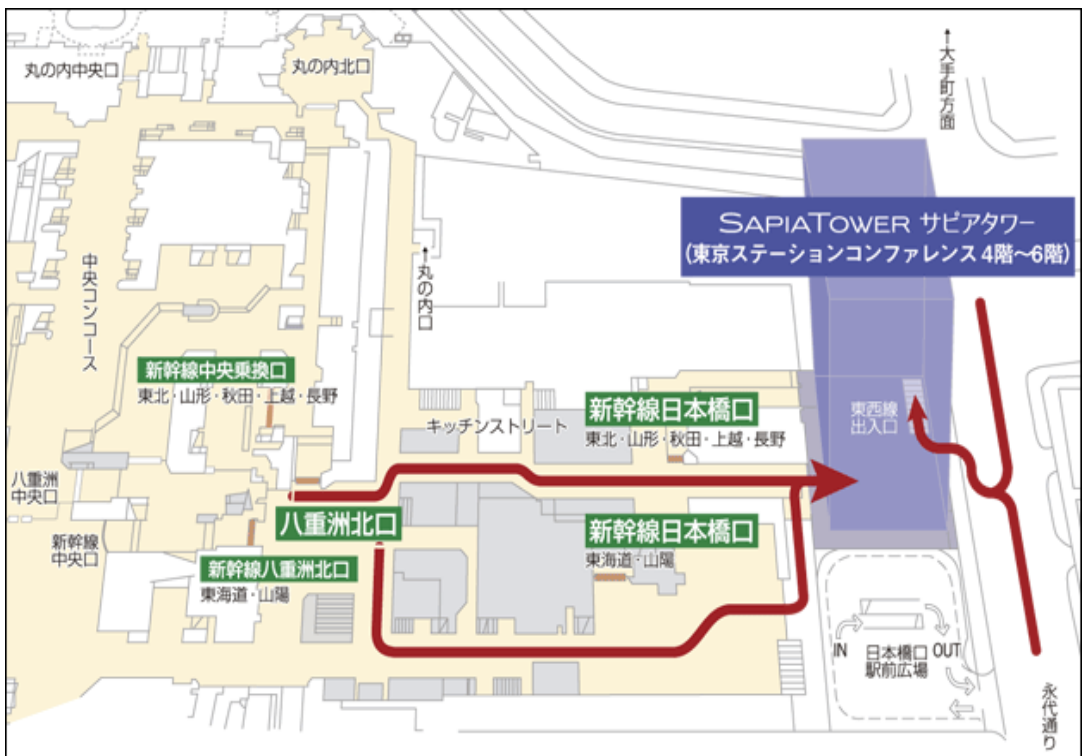 丸の内中央口
丸の内北口
↑大手町方面
SAPIATOWER サピアタワー
(東京ステーションコンファレンス 4階〜6階)
中央コンコース
↑丸の内口
新幹線中央乗換口
東北・山形・秋田・上越・長野
キッチンストリート
新幹線日本橋口
東北・山形・秋田・上越・長野
東西線
出入口
八重洲
中央口
八重洲北口
新幹線
中央口
新幹線八重洲北口
東海道・山陽
新幹線日本橋口
東海道・山陽
IN
日本橋口
駅前広場
OUT
永代通り